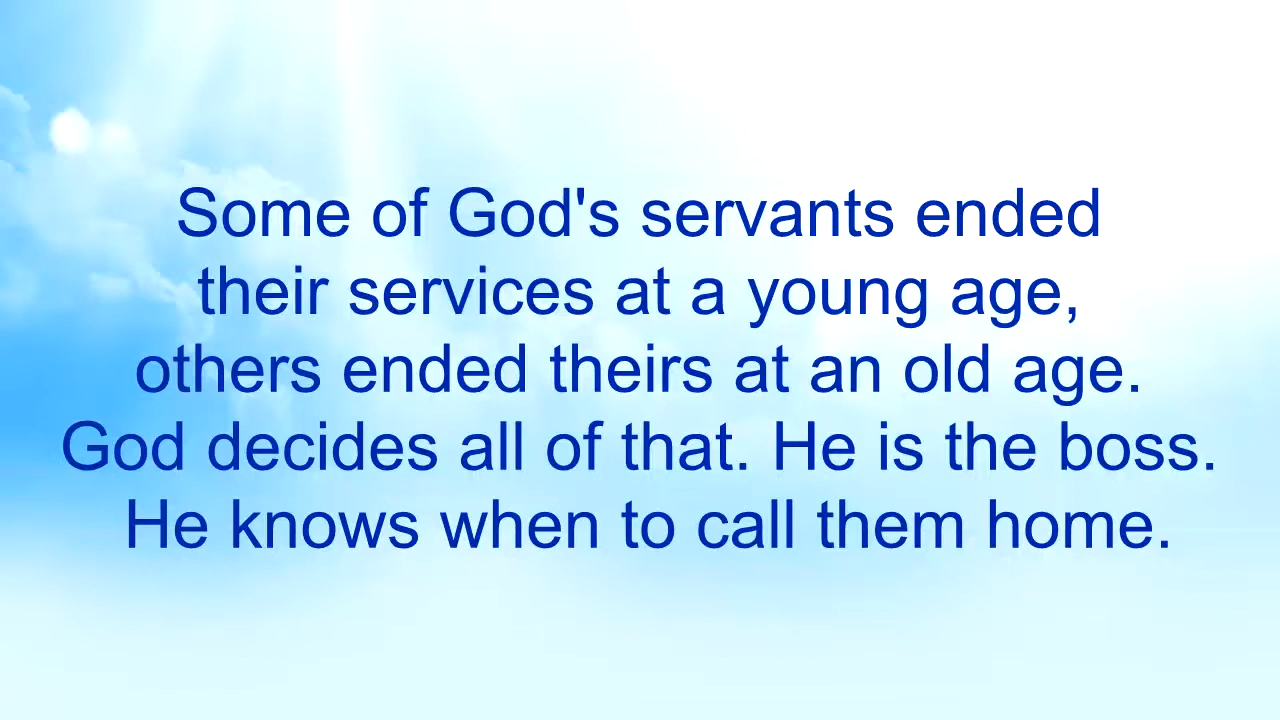 Some of God's servants ended
their services at a young age,
others ended theirs at an old age.
God decides all of that. He is the boss.
He knows when to call them home.